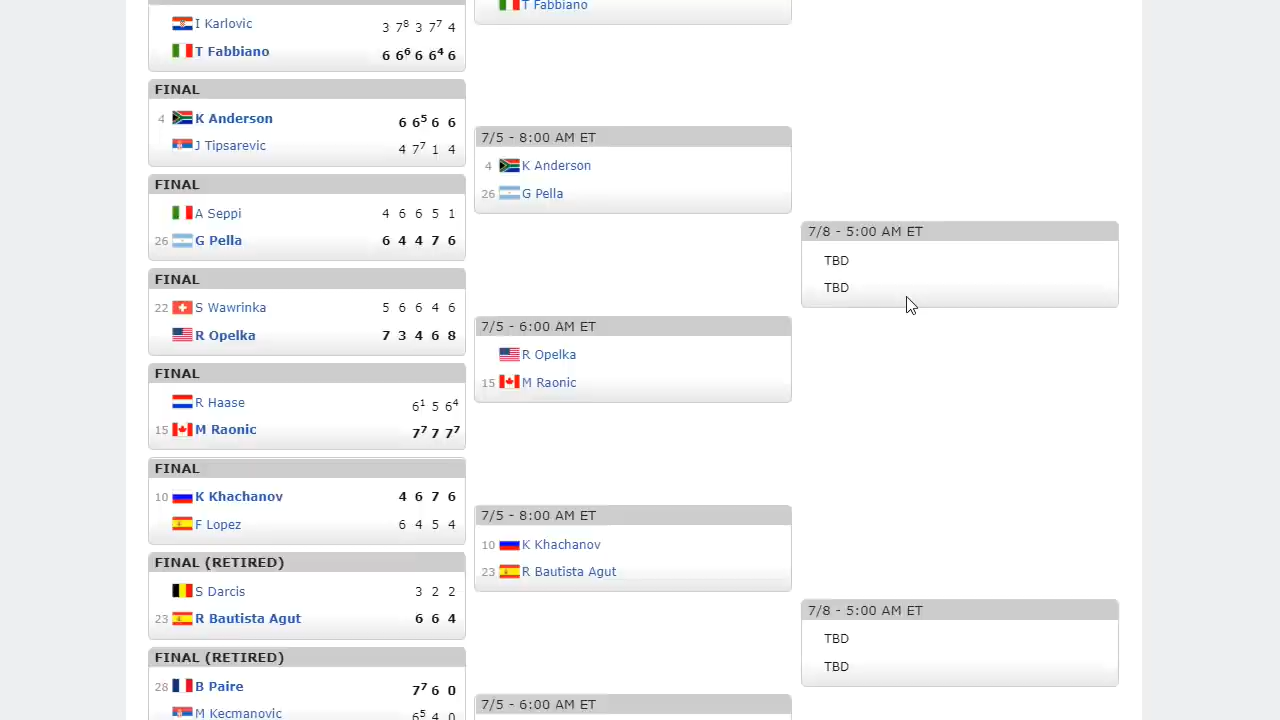 I Karlovic 3 7⁸ 3 7⁷ 4
T Fabbiano 6 6⁶ 6 6⁴ 6
FINAL
4 K Anderson 6 6⁵ 6 6
J Tipsarevic 4 7⁷ 1 4
FINAL
A Seppi 4 6 6 5 1
26 G Pella 6 4 4 7 6
FINAL
22 S Wawrinka 5 6 6 4 6
R Opelka 7 3 4 6 8
FINAL
R Haase 6¹ 5 6⁴
15 M Raonic 7⁷ 7 7⁷
FINAL
10 K Khachanov 4 6 7 6
F Lopez 6 4 5 4
FINAL (RETIRED)
S Darcis 3 2 2
23 R Bautista Agut 6 6 4
FINAL (RETIRED)
28 B Paire 7⁷ 6 0
M Kecmanovic 6⁵ 4 0
T Fabbiano
7/5 - 8:00 AM ET
4 K Anderson
26 G Pella
7/5 - 6:00 AM ET
R Opelka
15 M Raonic
7/5 - 8:00 AM ET
10 K Khachanov
23 R Bautista Agut
7/5 - 6:00 AM ET
7/8 - 5:00 AM ET
TBD
TBD
7/8 - 5:00 AM ET
TBD
TBD